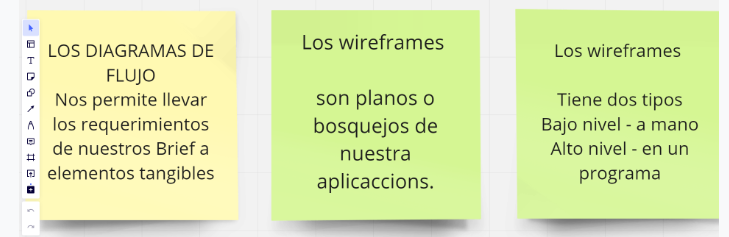 LOS DIAGRAMAS DE
FLUJO
Nos permite llevar
los requerimientos
de nuestros Brief a
elementos tangibles
Los wireframes
son planos o
bosquejos de
nuestra
aplicaccions.
Los wireframes
Tiene dos tipos
Bajo nivel - a mano
Alto nivel - en un
programa